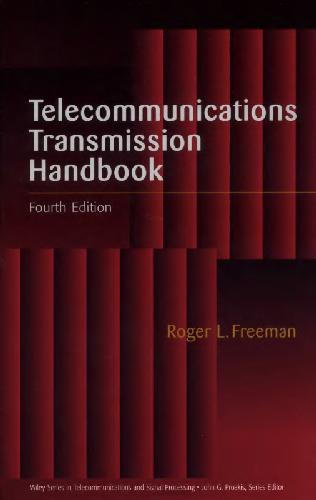 Telecommunications
Transmission
Handbook
Fourth Edition
Roger L. Freeman
Wiley Series in Telecommunications and Signal Processing • John G. Proakis, Series Editor